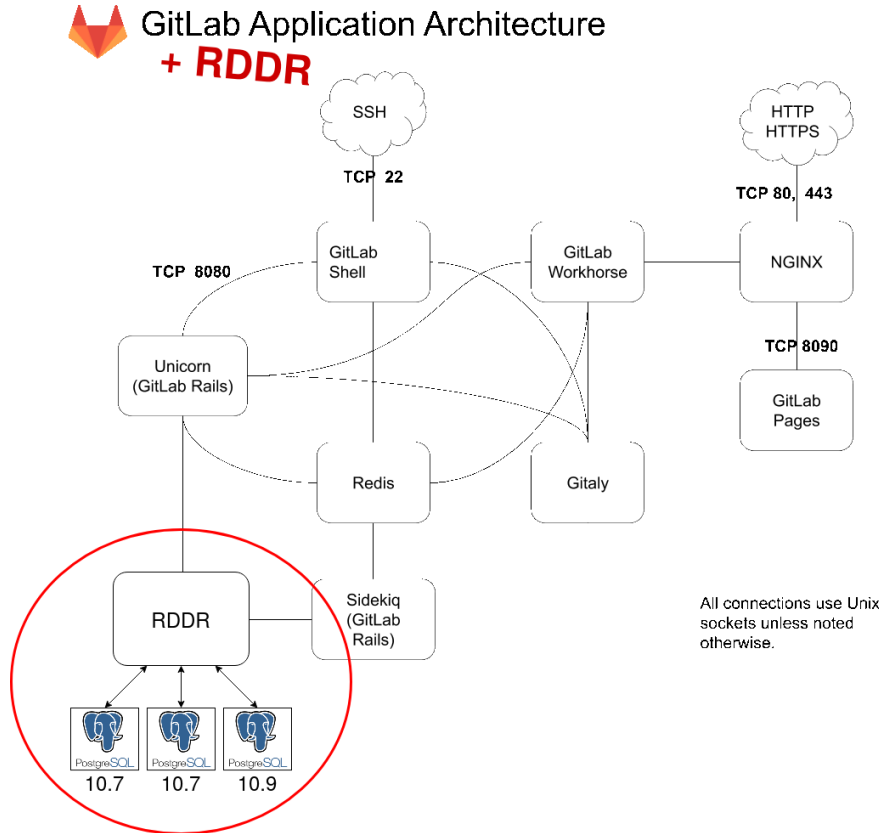 GitLab Application Architecture
+ RDDR
SSH
HTTP
HTTPS
TCP 22
TCP 80, 443
GitLab
Shell
GitLab
Workhorse
NGINX
TCP 8080
TCP 8090
Unicorn
(GitLab Rails)
GitLab
Pages
Redis
Gitaly
RDDR
Sidekiq
(GitLab
Rails)
All connections use Unix
sockets unless noted
otherwise.
PostgreSQL
PostgreSQL
PostgreSQL
10.7
10.7
10.9